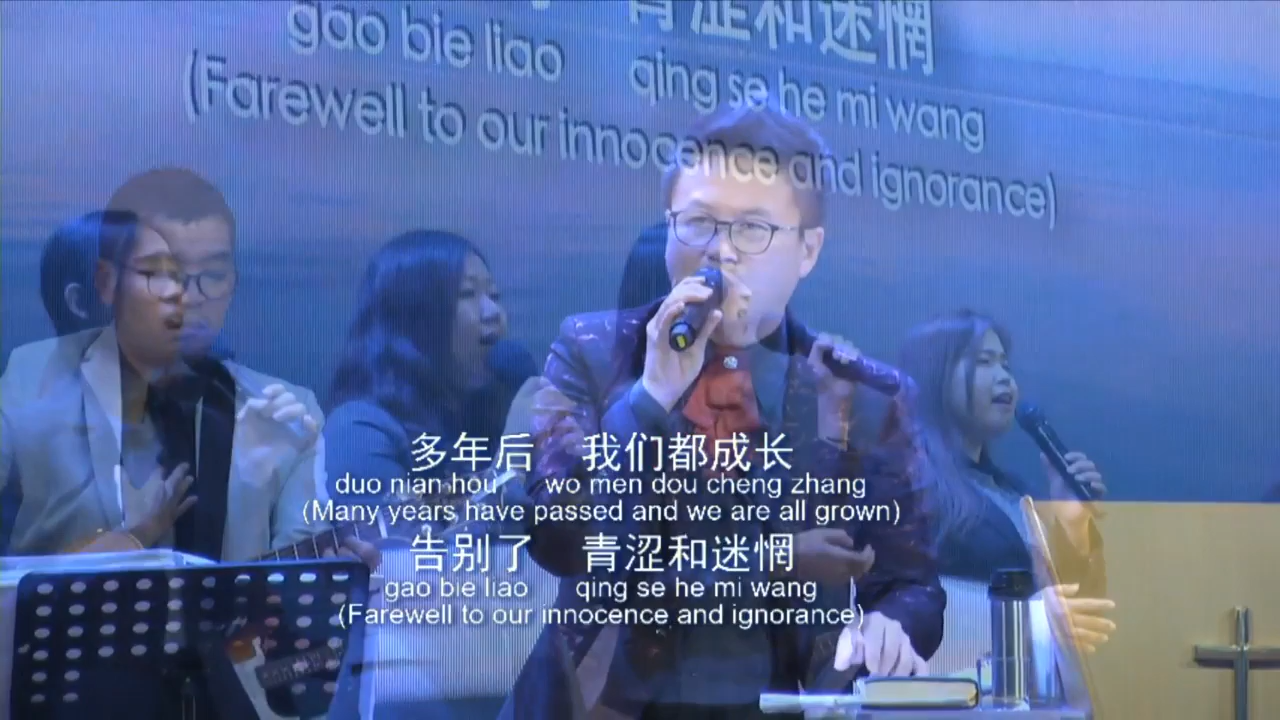 青涩和迷惘
gao bie liao qing se he mi wang
(Farewell to our innocence and ignorance)
多年后 我们都成长
duo nian hou wo men dou cheng zhang
(Many years have passed and we are all grown)
告别了 青涩和迷惘
gao bie liao qing se he mi wang
(Farewell to our innocence and ignorance)